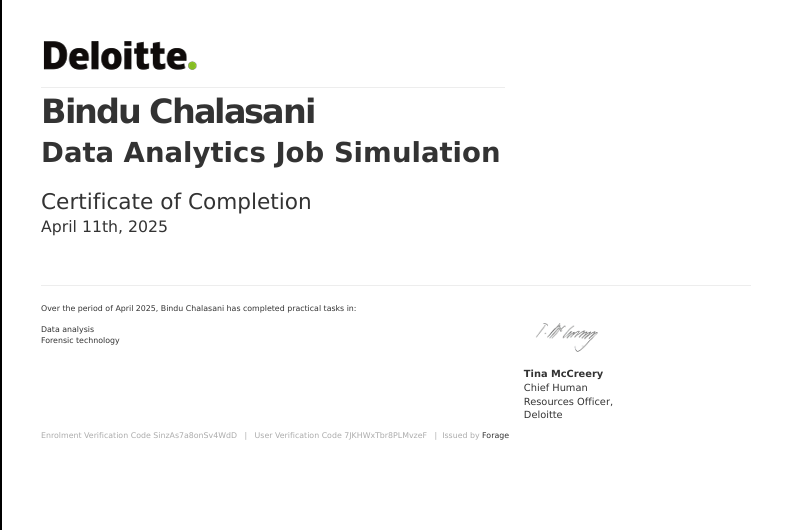 Deloitte.
Bindu Chalasani
Data Analytics Job Simulation
Certificate of Completion
April 11th, 2025
Over the period of April 2025, Bindu Chalasani has completed practical tasks in:
Data analysis
Forensic technology
T. McCreery
Tina McCreery
Chief Human
Resources Officer,
Deloitte
Enrolment Verification Code SinzAs7a8onSv4WdD | User Verification Code 7JKHWxTbr8PLMvzeF | Issued by Forage